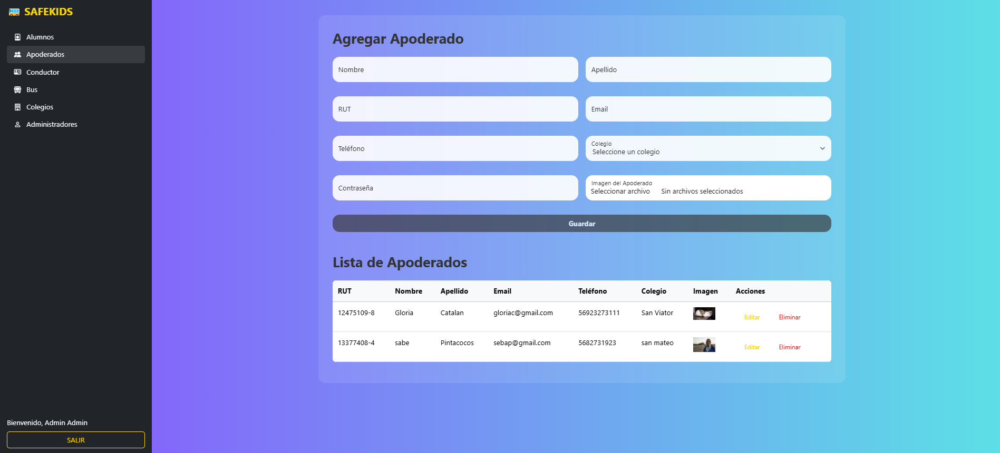 SAFEKIDS
Alumnos
Apoderados
Conductor
Bus
Colegios
Administradores
Bienvenido, Admin Admin
SALIR
Agregar Apoderado
Nombre
Apellido
RUT
Email
Teléfono
Colegio
Seleccione un colegio
Contraseña
Imagen del Apoderado
Seleccionar archivo Sin archivos seleccionados
Guardar
Lista de Apoderados
RUT Nombre Apellido Email Teléfono Colegio Imagen Acciones
12475109-8 Gloria Catalan gloriac@gmail.com 56923273111 San Viator Editar Eliminar
13377408-4 sabe Pintacocos sebap@gmail.com 5682731923 san mateo Editar Eliminar